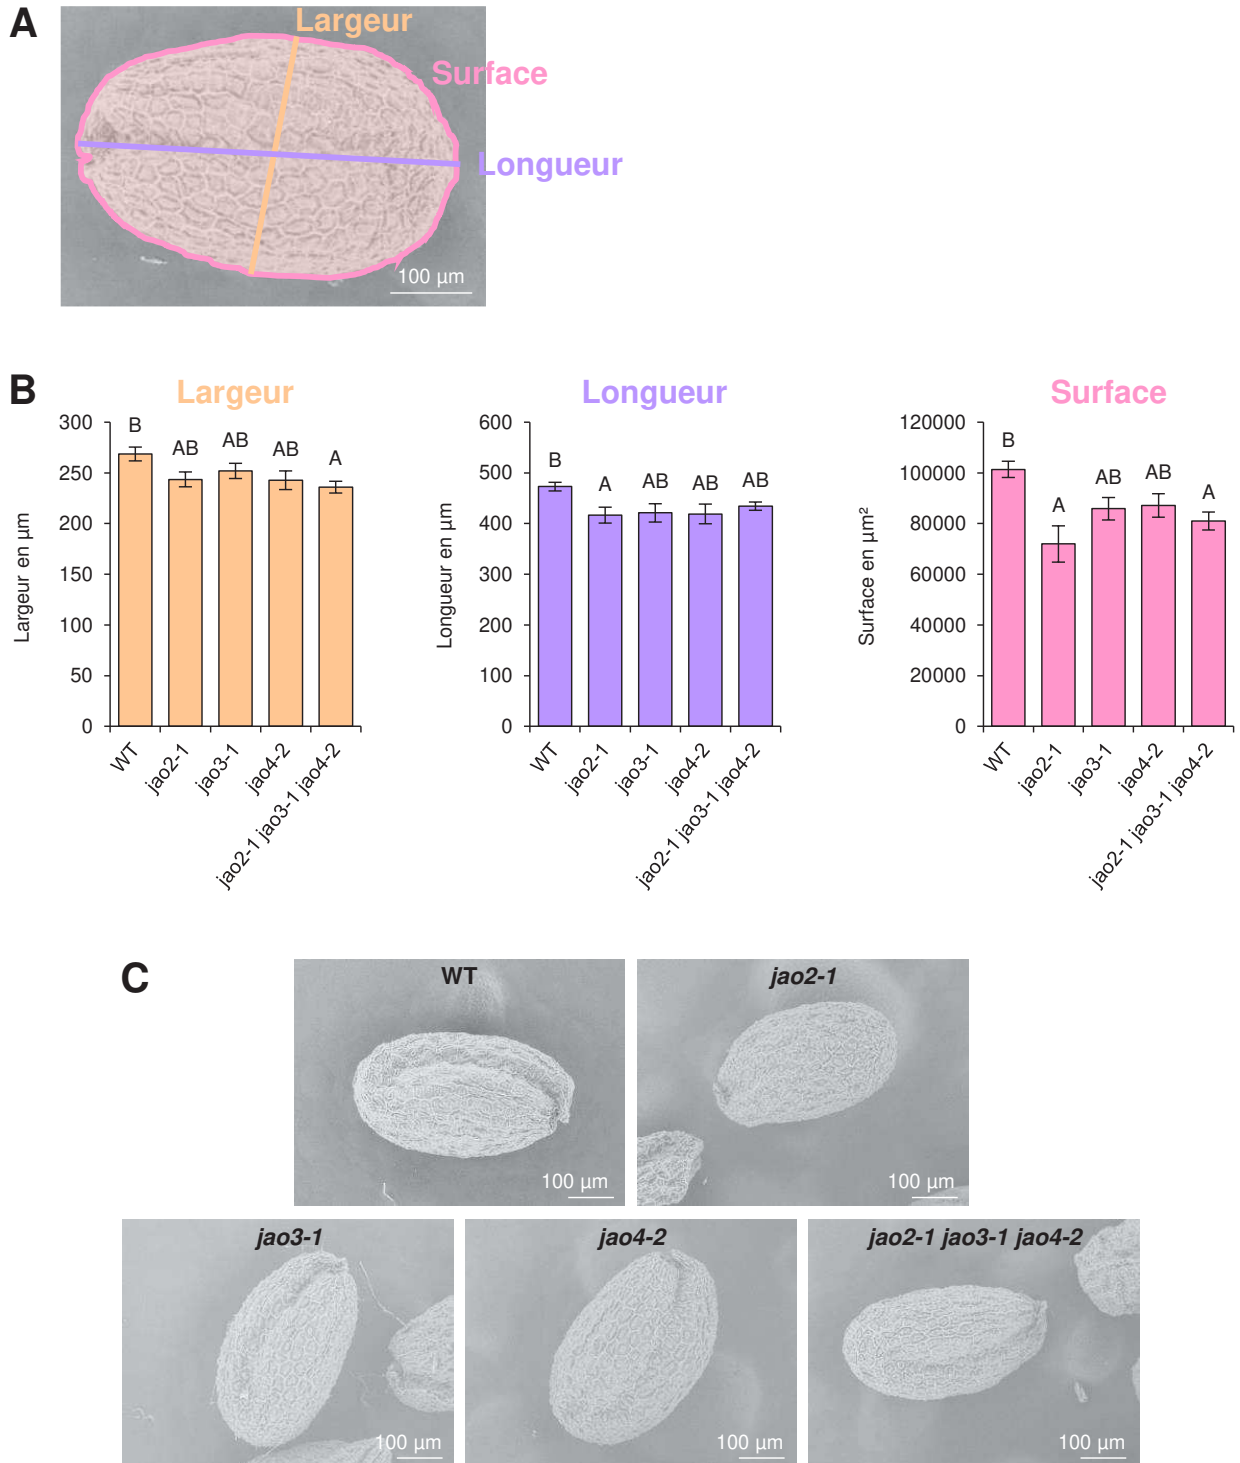 A
Largeur
Surface
Longueur
100 µm
B
Largeur
Longueur
Surface
Largeur en µm
300
250
200
150
100
50
0
B
AB
AB
AB
A
WT
jao2-1
jao3-1
jao4-2
jao2-1 jao3-1 jao4-2
Longueur en µm
600
500
400
300
200
100
0
B
A
AB
AB
AB
WT
jao2-1
jao3-1
jao4-2
jao2-1 jao3-1 jao4-2
Surface en µm²
120000
100000
80000
60000
40000
20000
0
B
A
AB
AB
A
WT
jao2-1
jao3-1
jao4-2
jao2-1 jao3-1 jao4-2
C
WT
100 µm
jao2-1
100 µm
jao3-1
100 µm
jao4-2
100 µm
jao2-1 jao3-1 jao4-2
100 µm